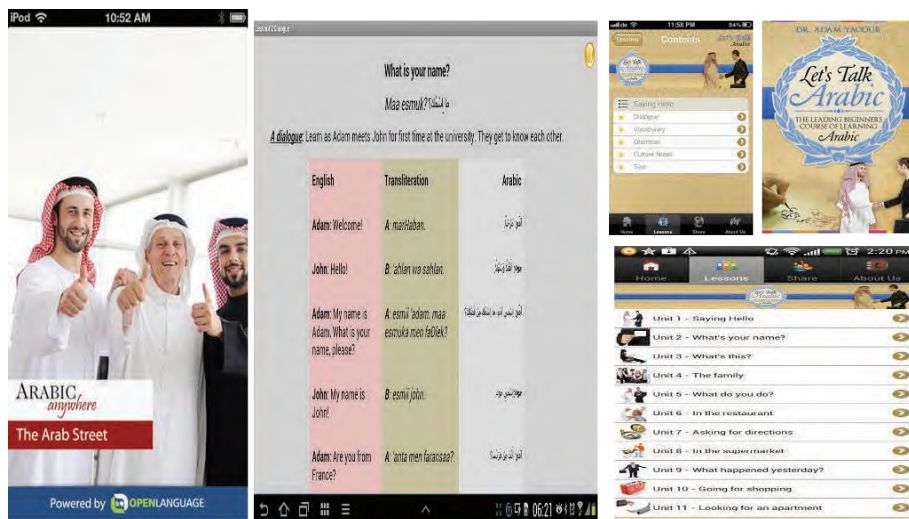 iPod 10:52 AM
ARABIC
anywhere
The Arab Street
Powered by OPENLANGUAGE
What is your name?
Maa esmuk?
A dialogue: Learn as Adam meets John for first time at the university. They get to know each other.
English Transliteration Arabic
Adam: Welcome! A: marHaban.
John: Hello! B: 'ahlan wa sahlan.
Adam: My name is
Adam. What is your
name, please?
A: esmii 'adam. maa
esmuka men faDlek?
John: My name is
John!
B: esmii john.
Adam: Are you from
France?
A: 'anta men faransaa?
06:21
11:58 PM 54%
Lessons Contents Let's Talk
Arabic
Saying Hello
Dialogue
Vocabulary
Grammar
Culture Notes
Test
Home Lessons Share About Us
DR. ADAM YACOUB
Let's Talk
Arabic
THE LEADING BEGINNERS
COURSE OF LEARNING
Arabic
2:20 PM
Home Lessons Share About Us
Unit 1 - Saying Hello
Unit 2 - What's your name?
Unit 3 - What's this?
Unit 4 - The family
Unit 5 - What do you do?
Unit 6 - In the restaurant
Unit 7 - Asking for directions
Unit 8 - In the supermarket
Unit 9 - What happened yesterday?
Unit 10 - Going for shopping
Unit 11 - Looking for an apartment